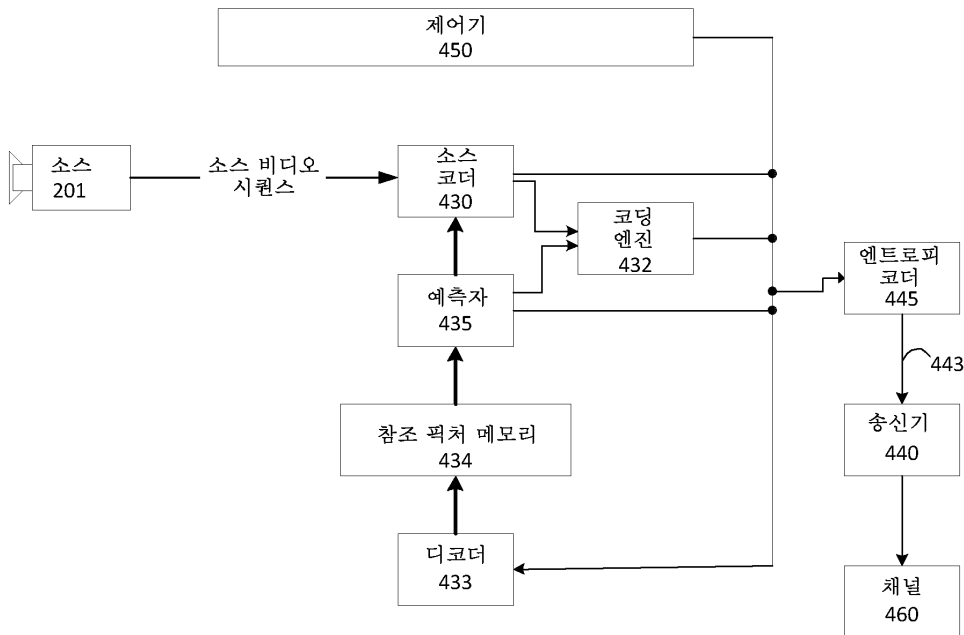 제어기
450
소스
201
소스 비디오
시퀀스
소스
코더
430
코딩
엔진
432
예측자
435
엔트로피
코더
445
443
참조 픽처 메모리
434
송신기
440
디코더
433
채널
460